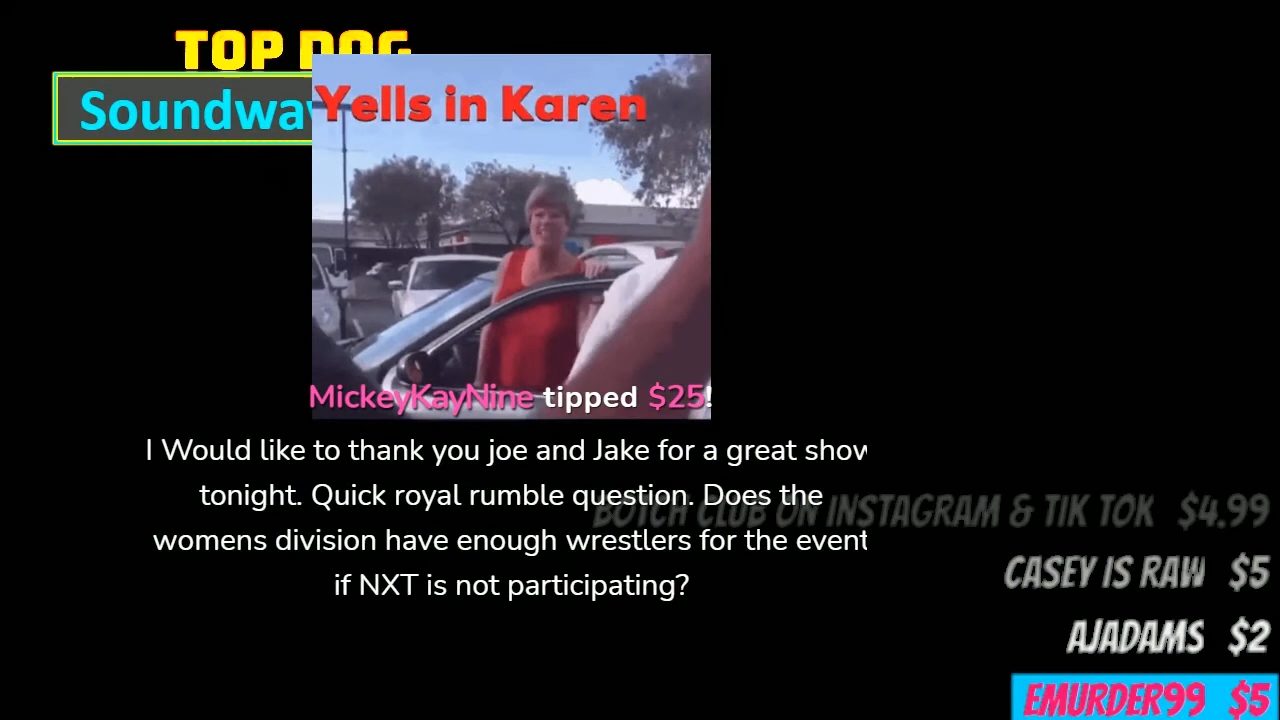 TOP DOG
Soundwav
Yells in Karen
MickeyKayNine tipped $25!
I Would like to thank you joe and Jake for a great show
tonight. Quick royal rumble question. Does the
womens division have enough wrestlers for the event
if NXT is not participating?
BOTCH CLUB ON INSTAGRAM & TIK TOK $4.99
CASEY IS RAW $5
AJADAMS $2
EMURDER99 $5